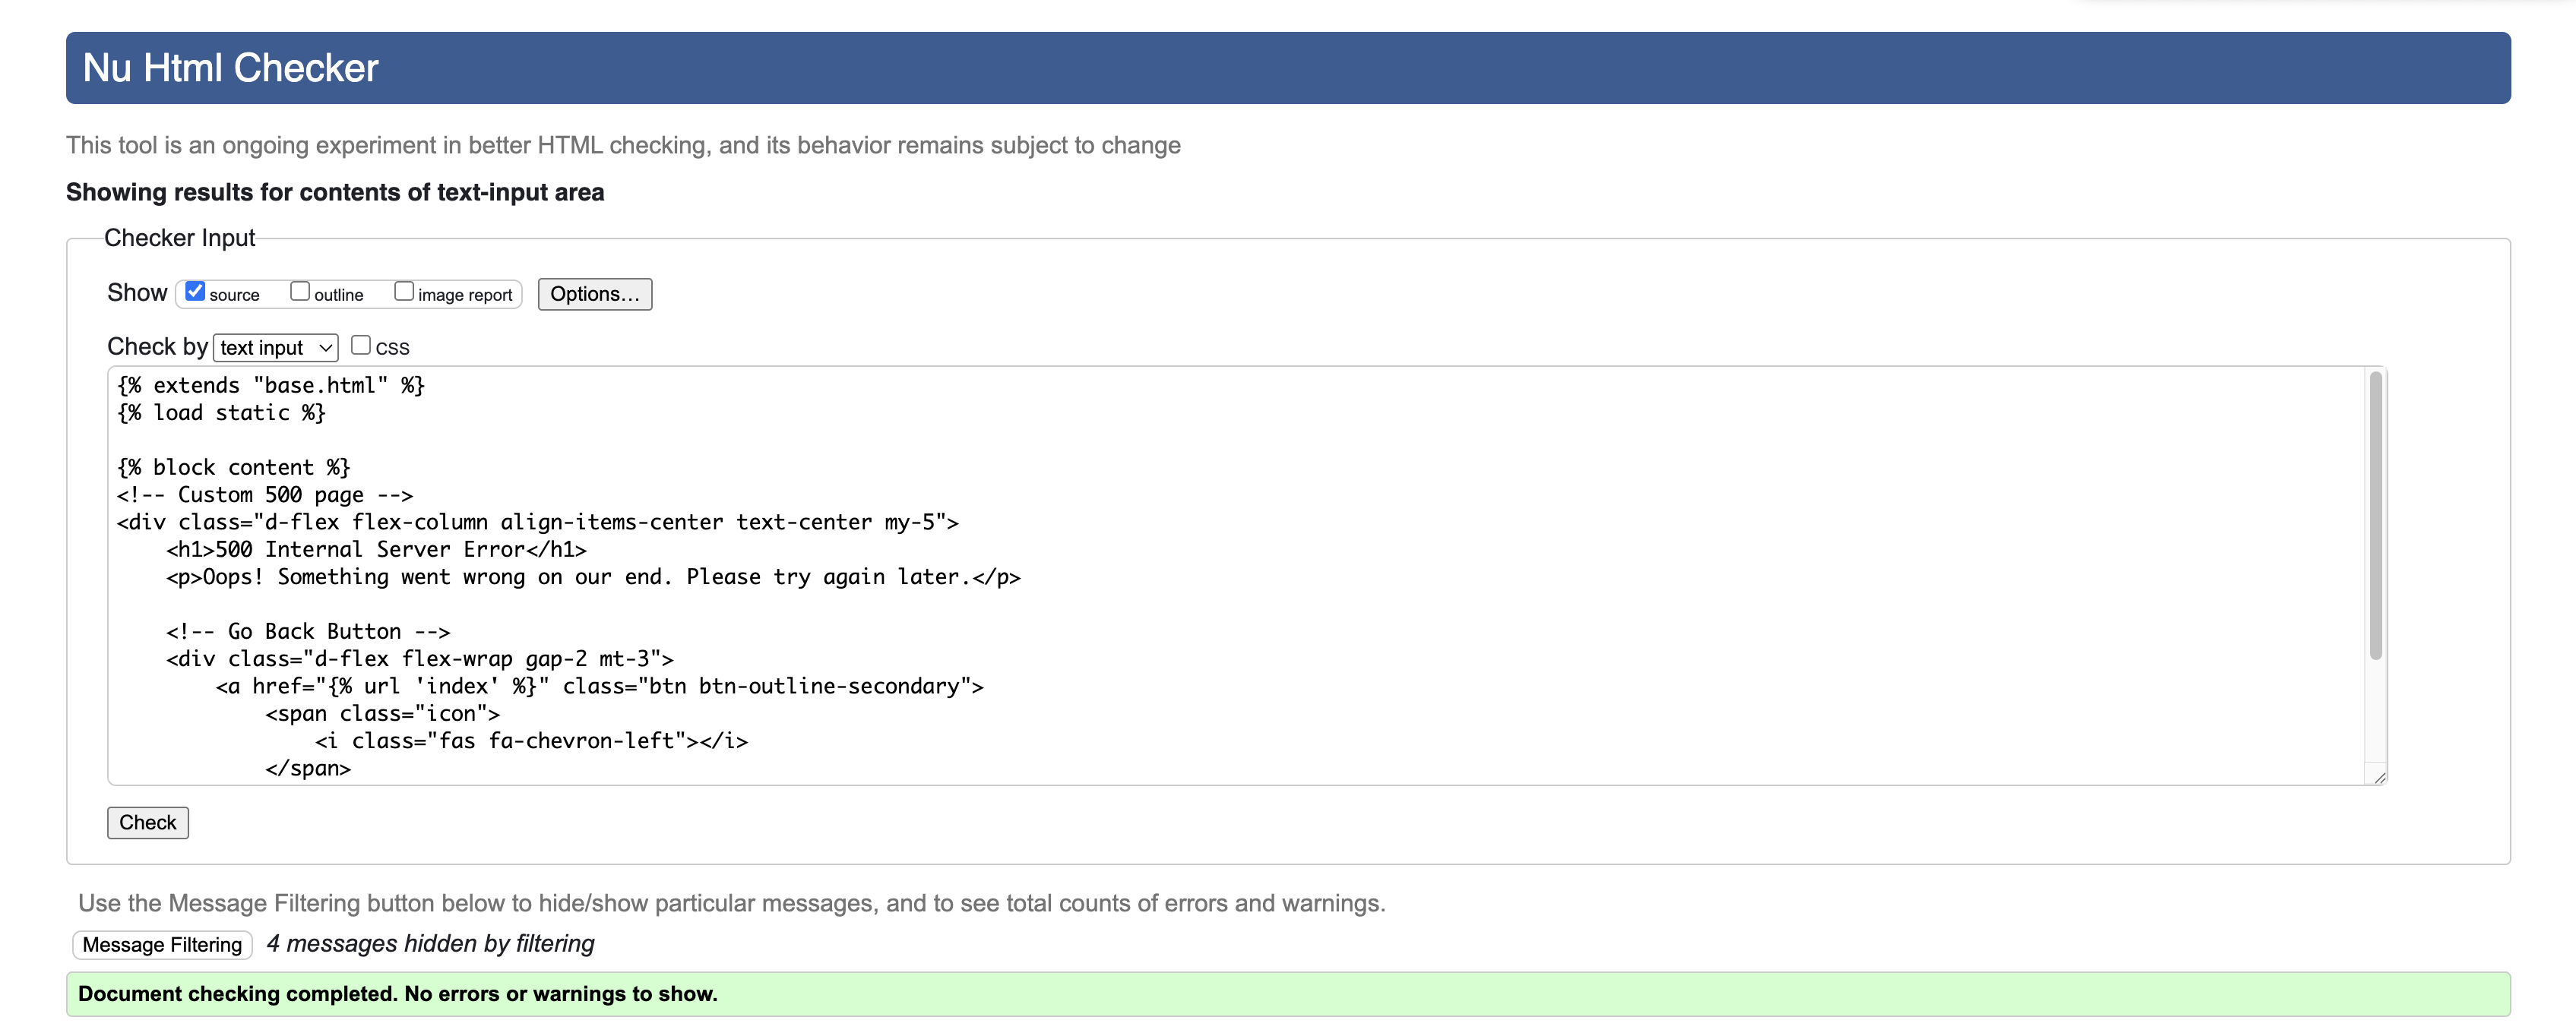 Nu Html Checker
This tool is an ongoing experiment in better HTML checking, and its behavior remains subject to change
Showing results for contents of text-input area
Checker Input
Show source outline image report Options...
Check by text input CSS
{% extends "base.html" %}
{% load static %}
{% block content %}
<!-- Custom 500 page -->
<div class="d-flex flex-column align-items-center text-center my-5">
    <h1>500 Internal Server Error</h1>
    <p>Oops! Something went wrong on our end. Please try again later.</p>
    <!-- Go Back Button -->
    <div class="d-flex flex-wrap gap-2 mt-3">
        <a href="{% url 'index' %}" class="btn btn-outline-secondary">
            <span class="icon">
                <i class="fas fa-chevron-left"></i>
            </span>
Check
Use the Message Filtering button below to hide/show particular messages, and to see total counts of errors and warnings.
Message Filtering 4 messages hidden by filtering
Document checking completed. No errors or warnings to show.